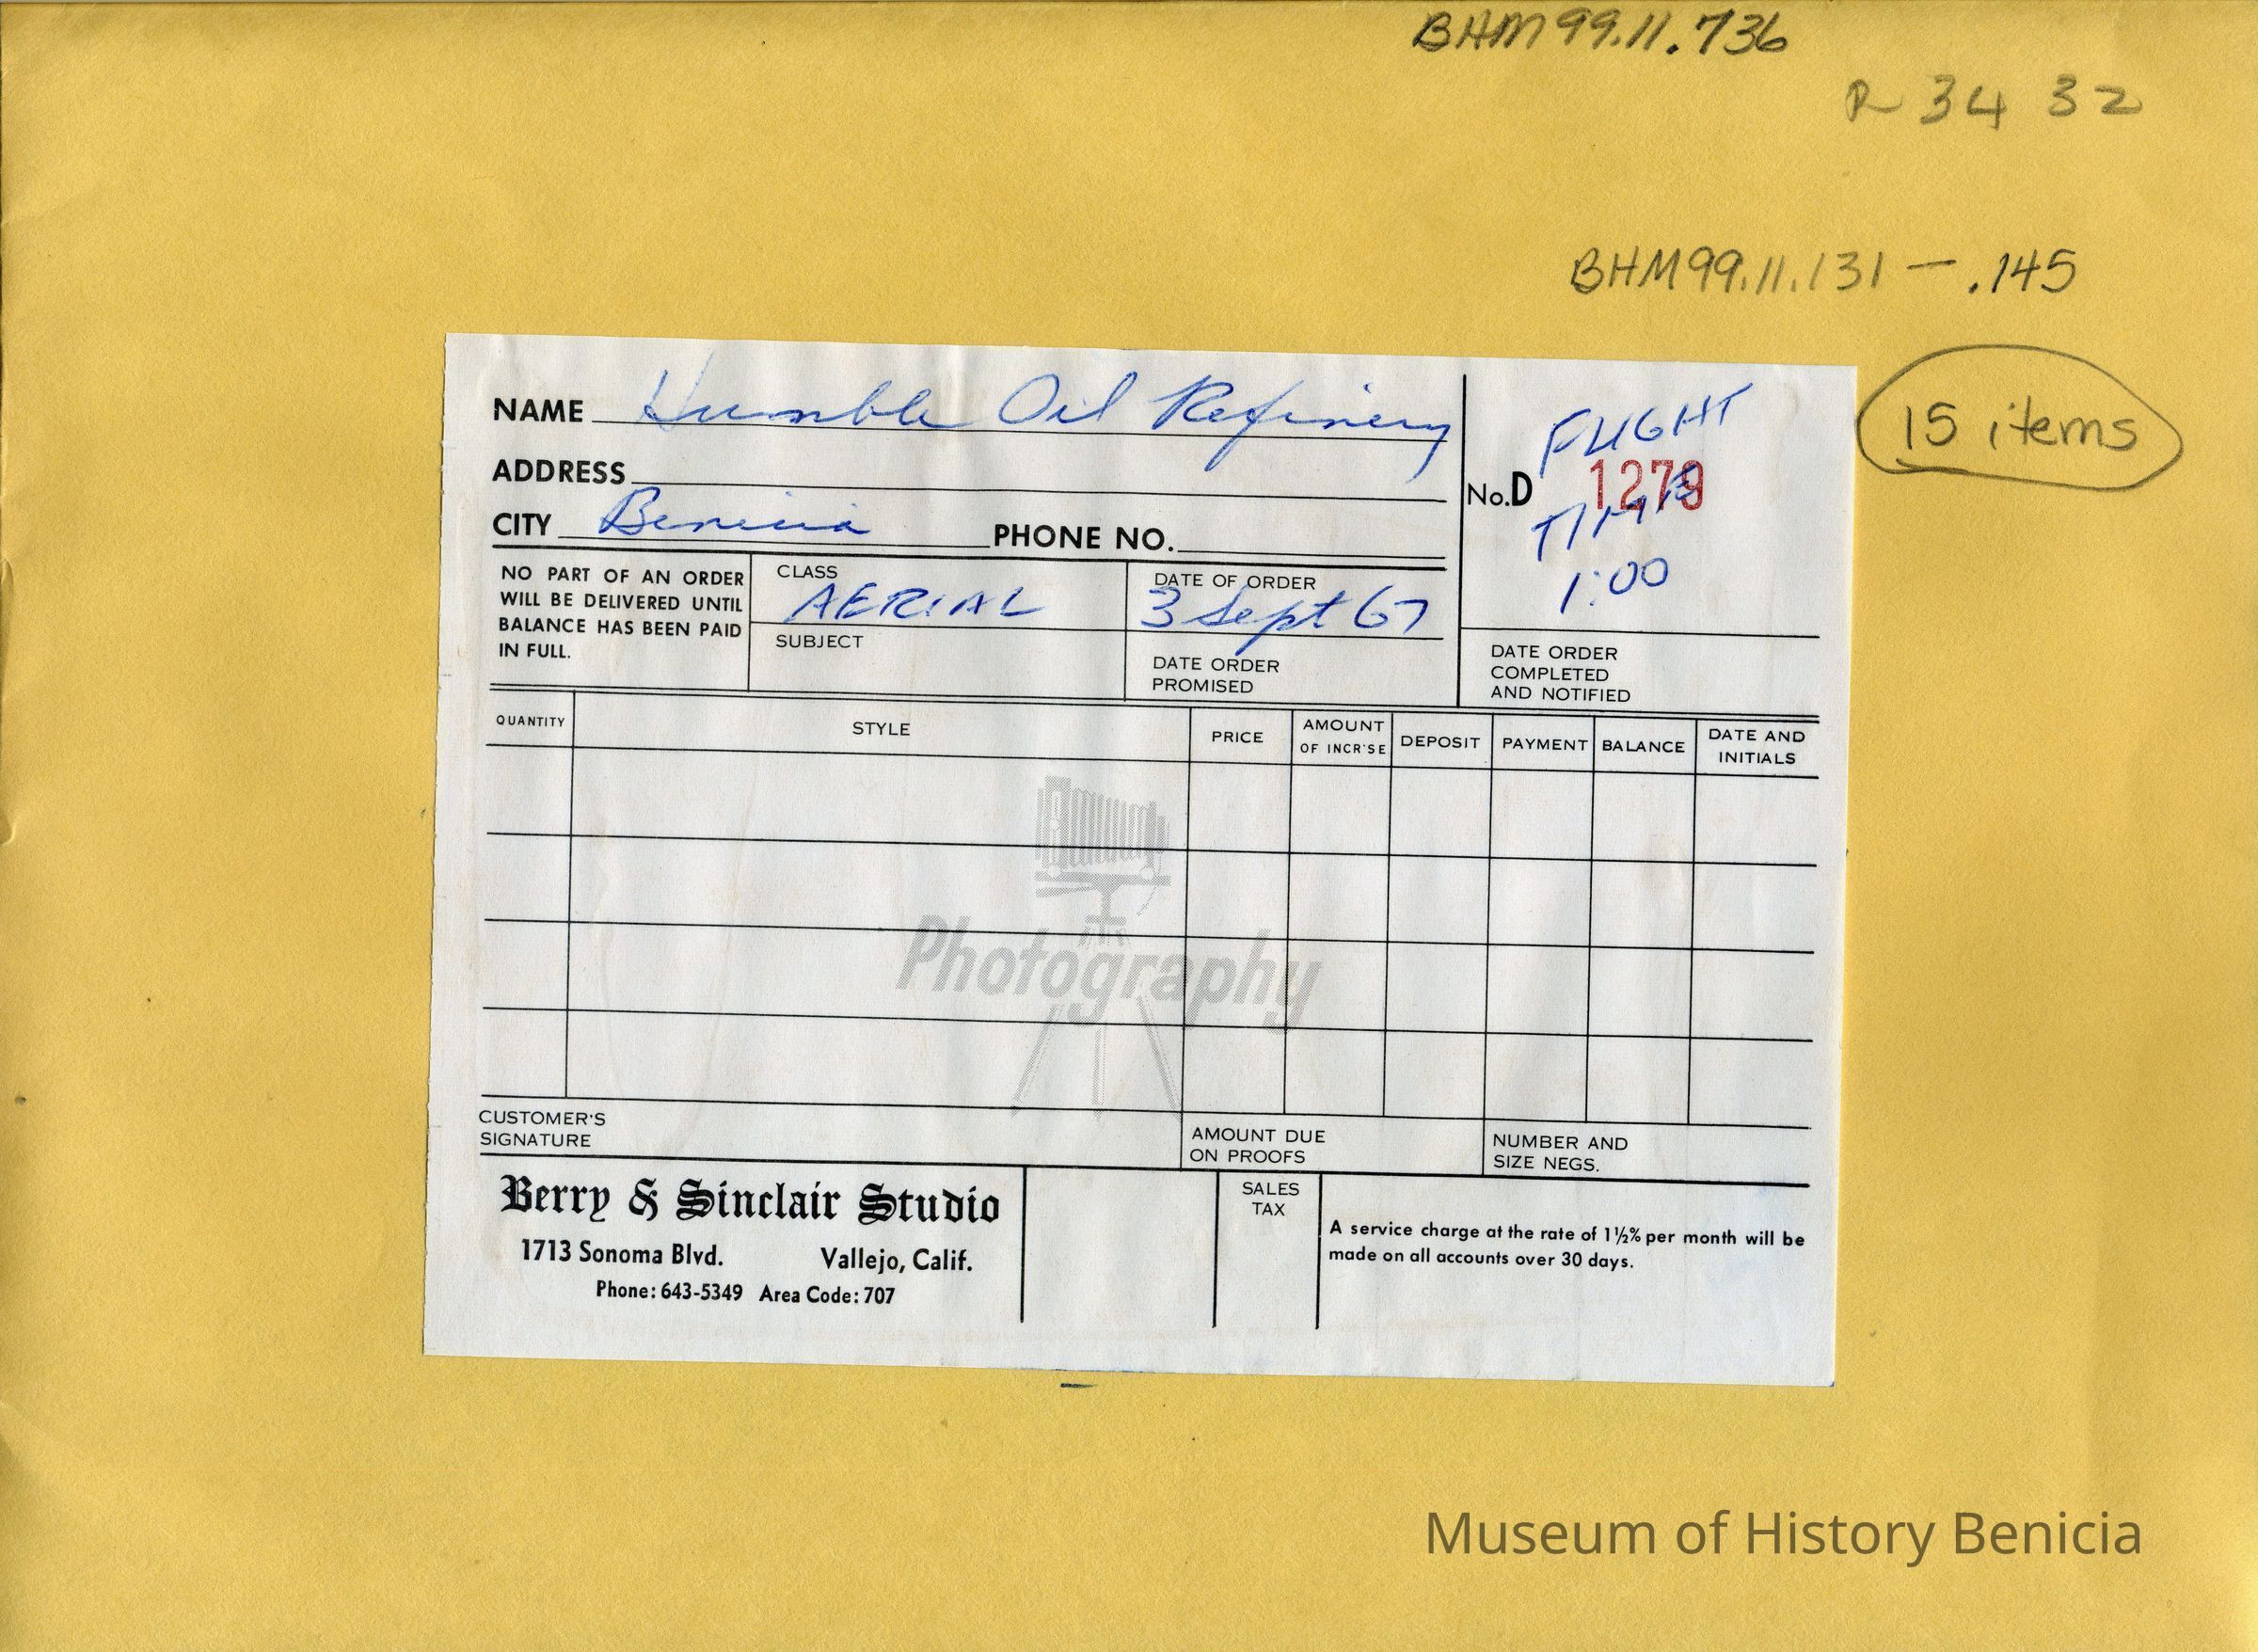 BHM99.11.736
R 34 32
BHM99.11.131 — .145
15 items
NAME Humble Oil Refinery
ADDRESS
CITY Benicia PHONE NO.
FLIGHT
No.D 1279
TIME
1:00
NO PART OF AN ORDER
WILL BE DELIVERED UNTIL
BALANCE HAS BEEN PAID
IN FULL.
CLASS
AERIAL
SUBJECT
DATE OF ORDER
3 Sept 67
DATE ORDER
PROMISED
DATE ORDER
COMPLETED
AND NOTIFIED
QUANTITY STYLE PRICE AMOUNT OF INCR'SE DEPOSIT PAYMENT BALANCE DATE AND INITIALS
Photography
CUSTOMER'S
SIGNATURE
AMOUNT DUE
ON PROOFS
NUMBER AND
SIZE NEGS.
Berry & Sinclair Studio
1713 Sonoma Blvd. Vallejo, Calif.
Phone: 643-5349 Area Code: 707
SALES
TAX
A service charge at the rate of 1½% per month will be
made on all accounts over 30 days.
Museum of History Benicia